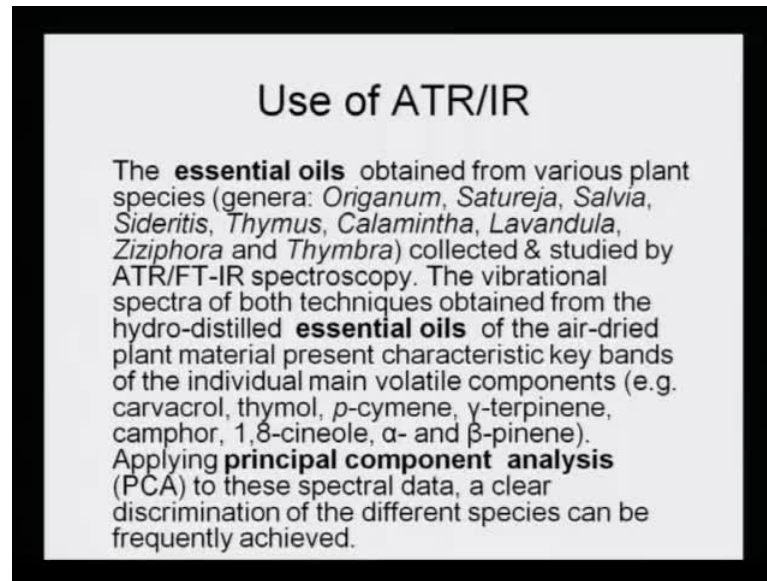 Use of ATR/IR
The essential oils obtained from various plant
species (genera: Origanum, Satureja, Salvia,
Sideritis, Thymus, Calamintha, Lavandula,
Ziziphora and Thymbra) collected & studied by
ATR/FT-IR spectroscopy. The vibrational
spectra of both techniques obtained from the
hydro-distilled essential oils of the air-dried
plant material present characteristic key bands
of the individual main volatile components (e.g.
carvacrol, thymol, p-cymene, γ-terpinene,
camphor, 1,8-cineole, α- and β-pinene).
Applying principal component analysis
(PCA) to these spectral data, a clear
discrimination of the different species can be
frequently achieved.